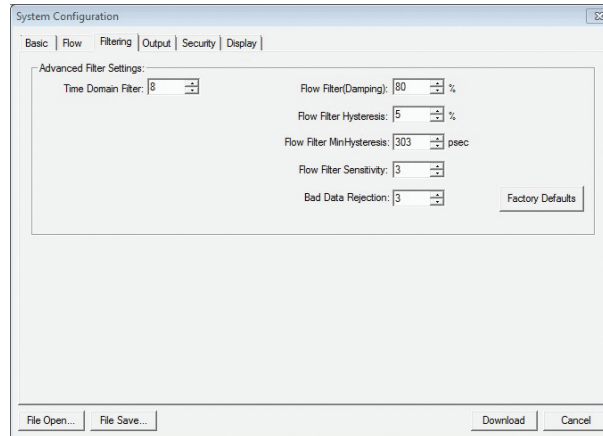 System Configuration
Basic Flow Filtering Output Security Display
Advanced Filter Settings:
Time Domain Filter: 8
Flow Filter(Damping): 80 %
Flow Filter Hysteresis: 5 %
Flow Filter MinHysteresis: 303 psec
Flow Filter Sensitivity: 3
Bad Data Rejection: 3
Factory Defaults
File Open... File Save... Download Cancel